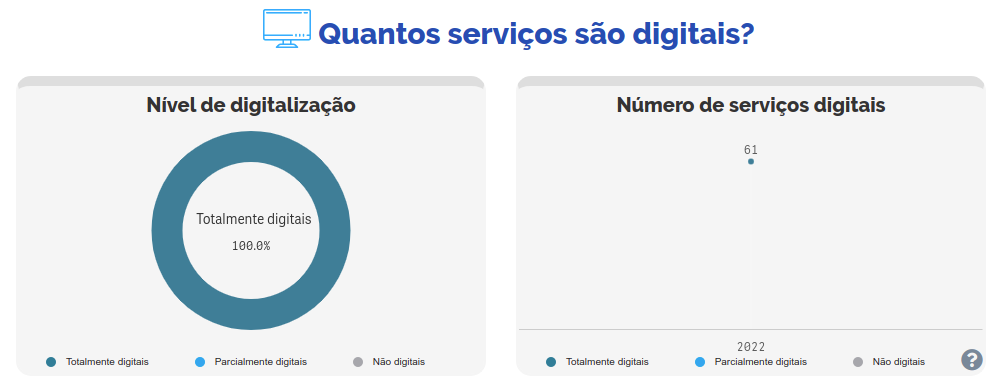 Quantos serviços são digitais?
Nível de digitalização
Totalmente digitais
100.0%
Totalmente digitais
Parcialmente digitais
Não digitais
Número de serviços digitais
61
2022
Totalmente digitais
Parcialmente digitais
Não digitais
?